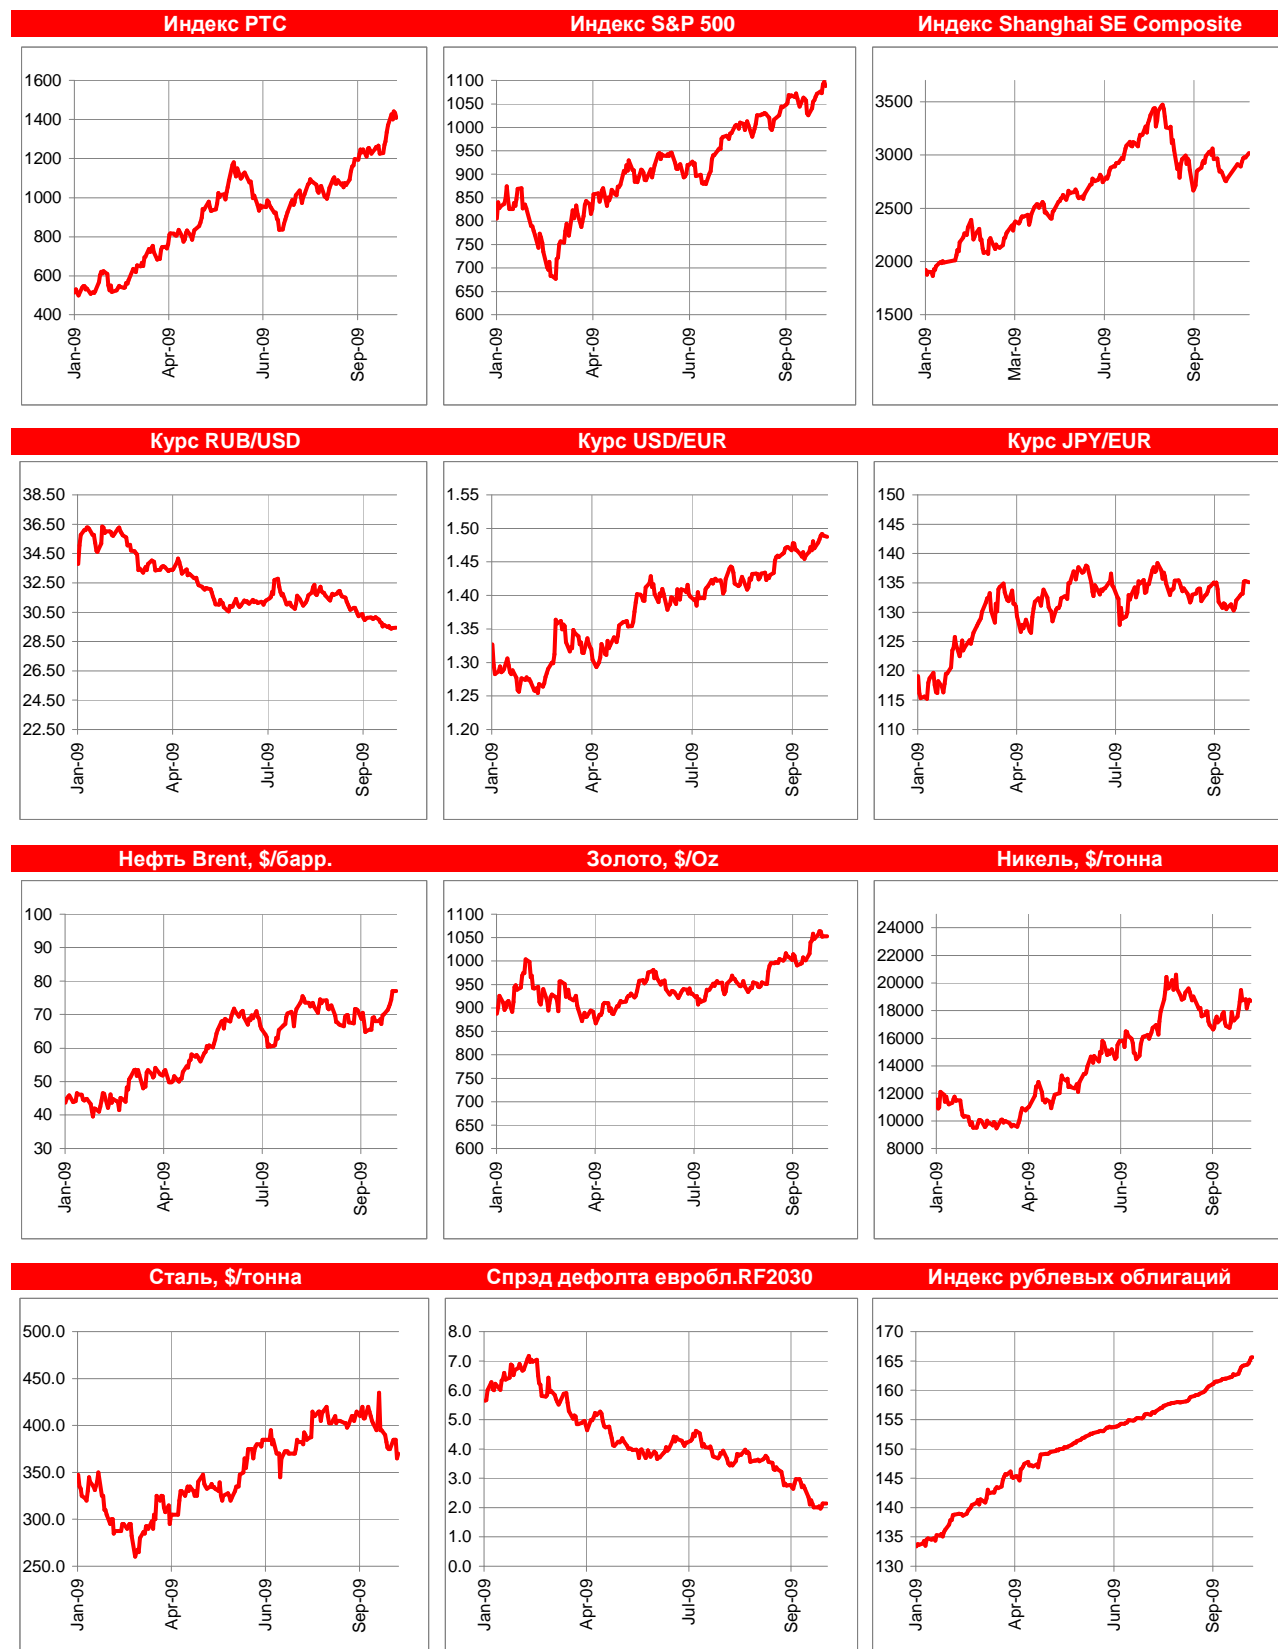 Индекс РТС
1600
1400
1200
1000
800
600
400
Jan-09
Apr-09
Jun-09
Sep-09
Индекс S&P 500
1100
1050
1000
950
900
850
800
750
700
650
600
Jan-09
Apr-09
Jun-09
Sep-09
Индекс Shanghai SE Composite
3500
3000
2500
2000
1500
Jan-09
Mar-09
Jun-09
Sep-09
Курс RUB/USD
38.50
36.50
34.50
32.50
30.50
28.50
26.50
24.50
22.50
Jan-09
Apr-09
Jul-09
Sep-09
Курс USD/EUR
1.55
1.50
1.45
1.40
1.35
1.30
1.25
1.20
Jan-09
Apr-09
Jul-09
Sep-09
Курс JPY/EUR
150
145
140
135
130
125
120
115
110
Jan-09
Apr-09
Jul-09
Sep-09
Нефть Brent, $/барр.
100
90
80
70
60
50
40
30
Jan-09
Apr-09
Jul-09
Sep-09
Золото, $/Oz
1100
1050
1000
950
900
850
800
750
700
650
600
Jan-09
Apr-09
Jul-09
Sep-09
Никель, $/тонна
24000
22000
20000
18000
16000
14000
12000
10000
8000
Jan-09
Apr-09
Jun-09
Sep-09
Сталь, $/тонна
500.0
450.0
400.0
350.0
300.0
250.0
Jan-09
Apr-09
Jun-09
Sep-09
Спрэд дефолта евробл.RF2030
8.0
7.0
6.0
5.0
4.0
3.0
2.0
1.0
0.0
Jan-09
Apr-09
Jul-09
Sep-09
Индекс рублевых облигаций
170
165
160
155
150
145
140
135
130
Jan-09
Apr-09
Jun-09
Sep-09